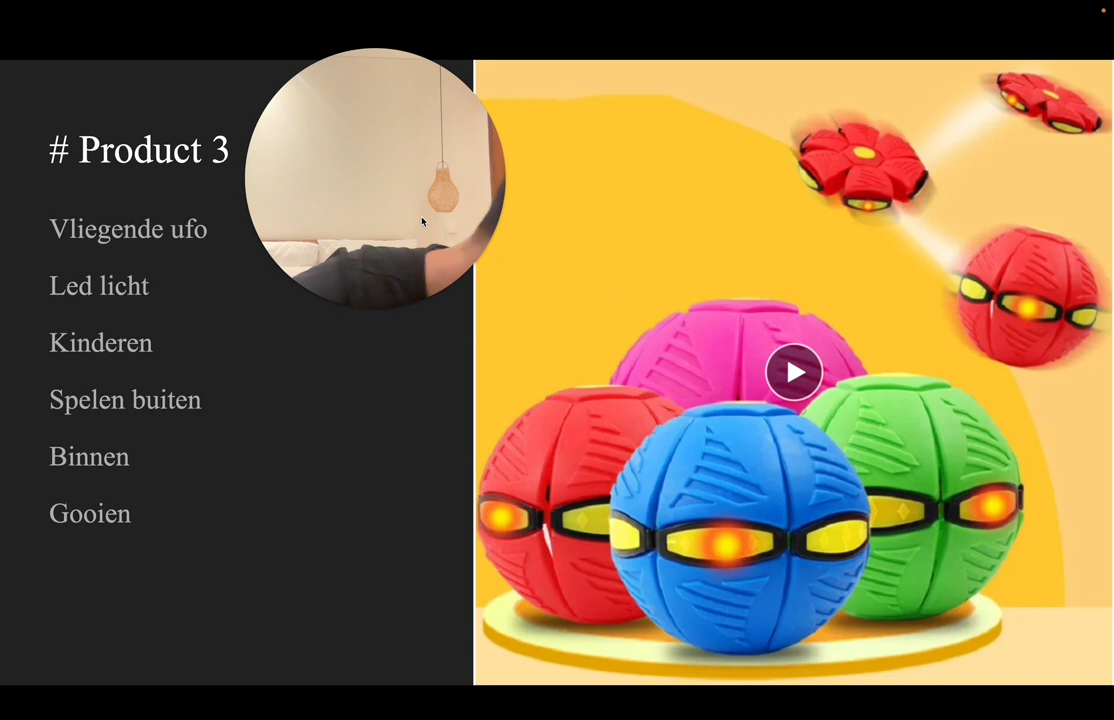 # Product 3
Vliegende ufo
Led licht
Kinderen
Spelen buiten
Binnen
Gooien